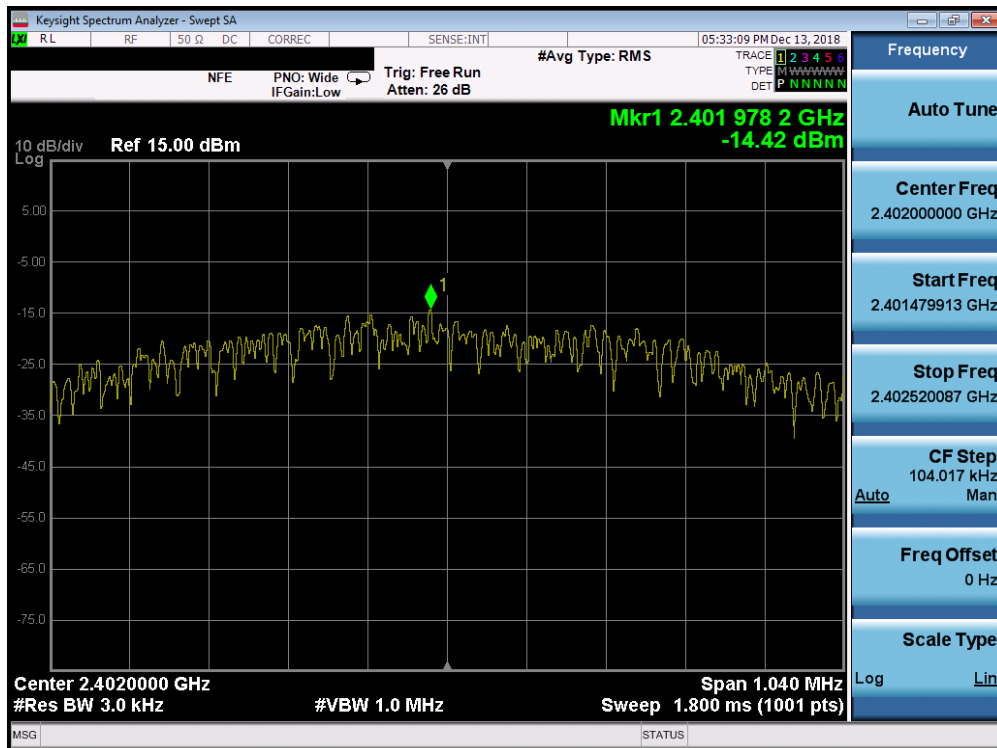 Keysight Spectrum Analyzer - Swept SA
LXI RL RF 50 Ω DC CORREC SENSE:INT 05:33:09 PM Dec 13, 2018
NFE PNO: Wide Trig: Free Run #Avg Type: RMS TRACE 1 2 3 4 5 6
IFGain:Low Atten: 26 dB TYPE M WWWWW
DET P N N N N N
Mkr1 2.401 978 2 GHz
-14.42 dBm
10 dB/div Ref 15.00 dBm
Log
5.00
-5.00
1
-15.0
-25.0
-35.0
-45.0
-55.0
-65.0
-75.0
Center 2.4020000 GHz Span 1.040 MHz
#Res BW 3.0 kHz #VBW 1.0 MHz Sweep 1.800 ms (1001 pts)
MSG STATUS
Frequency
Auto Tune
Center Freq
2.402000000 GHz
Start Freq
2.401479913 GHz
Stop Freq
2.402520087 GHz
CF Step
104.017 kHz
Auto Man
Freq Offset
0 Hz
Scale Type
Log Lin